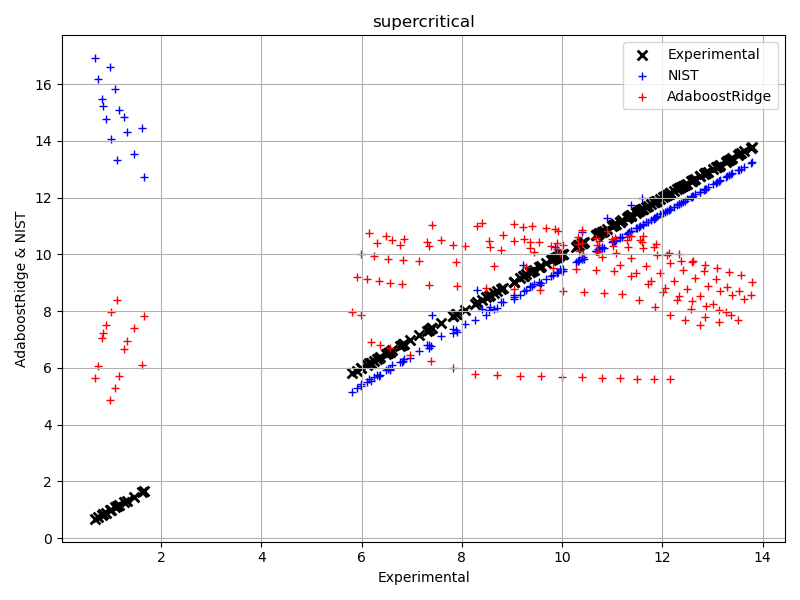 supercritical
Experimental
NIST
AdaboostRidge
AdaboostRidge & NIST
16
14
12
10
8
6
4
2
0
2 4 6 8 10 12 14
Experimental